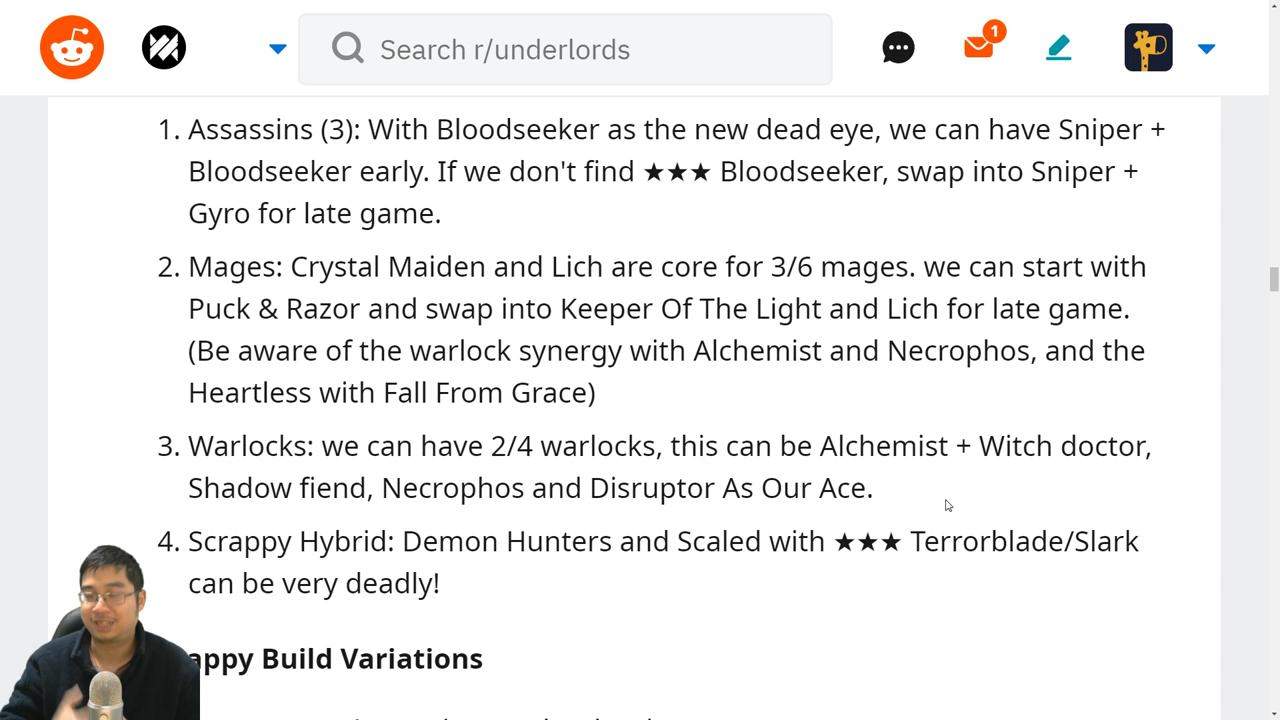 Search r/underlords
1
1. Assassins (3): With Bloodseeker as the new dead eye, we can have Sniper +
Bloodseeker early. If we don't find ★★★ Bloodseeker, swap into Sniper +
Gyro for late game.
2. Mages: Crystal Maiden and Lich are core for 3/6 mages. we can start with
Puck & Razor and swap into Keeper Of The Light and Lich for late game.
(Be aware of the warlock synergy with Alchemist and Necrophos, and the
Heartless with Fall From Grace)
3. Warlocks: we can have 2/4 warlocks, this can be Alchemist + Witch doctor,
Shadow fiend, Necrophos and Disruptor As Our Ace.
4. Scrappy Hybrid: Demon Hunters and Scaled with ★★★ Terrorblade/Slark
can be very deadly!
appy Build Variations